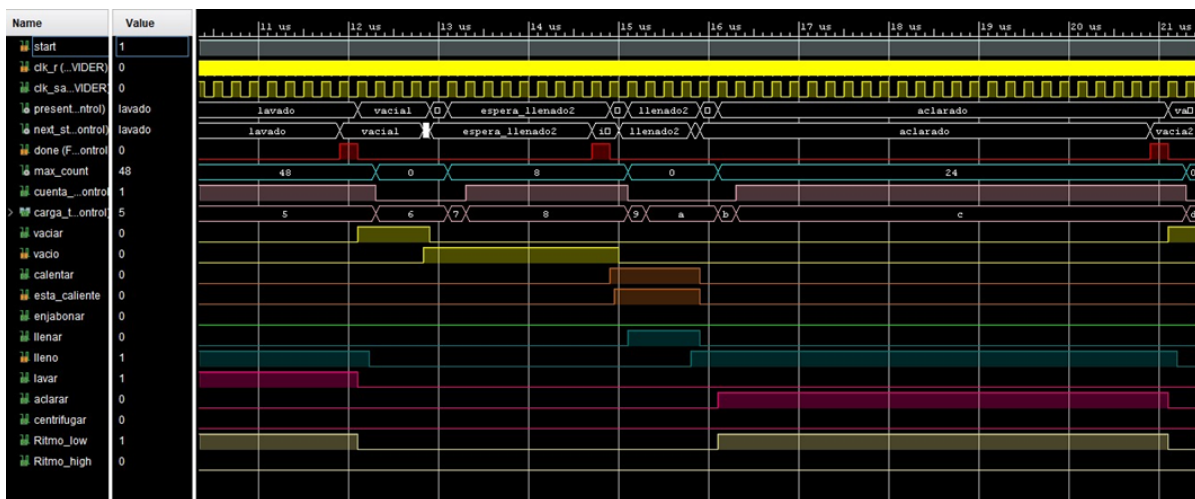 Name Value 11 us 12 us 13 us 14 us 15 us 16 us 17 us 18 us 19 us 20 us 21 us
start 1
clk_r (...VIDER) 0
clk_sa...VIDER) 0
present...ntrol) lavado lavado vacia1 espera_llenado2 llenado2 aclarado
next_st...ontrol) lavado lavado vacia1 espera_llenado2 llenado2 aclarado vacia2
done (F...ontrol 0
max_count 48 48 0 8 0 24
cuenta_...ontrol 1
carga_t...ontrol) 5 5 6 7 8 9 a b c d
vaciar 0
vacio 0
calentar 0
esta_caliente 0
enjabonar 0
llenar 0
lleno 1
lavar 1
aclarar 0
centrifugar 0
Ritmo_low 1
Ritmo_high 0